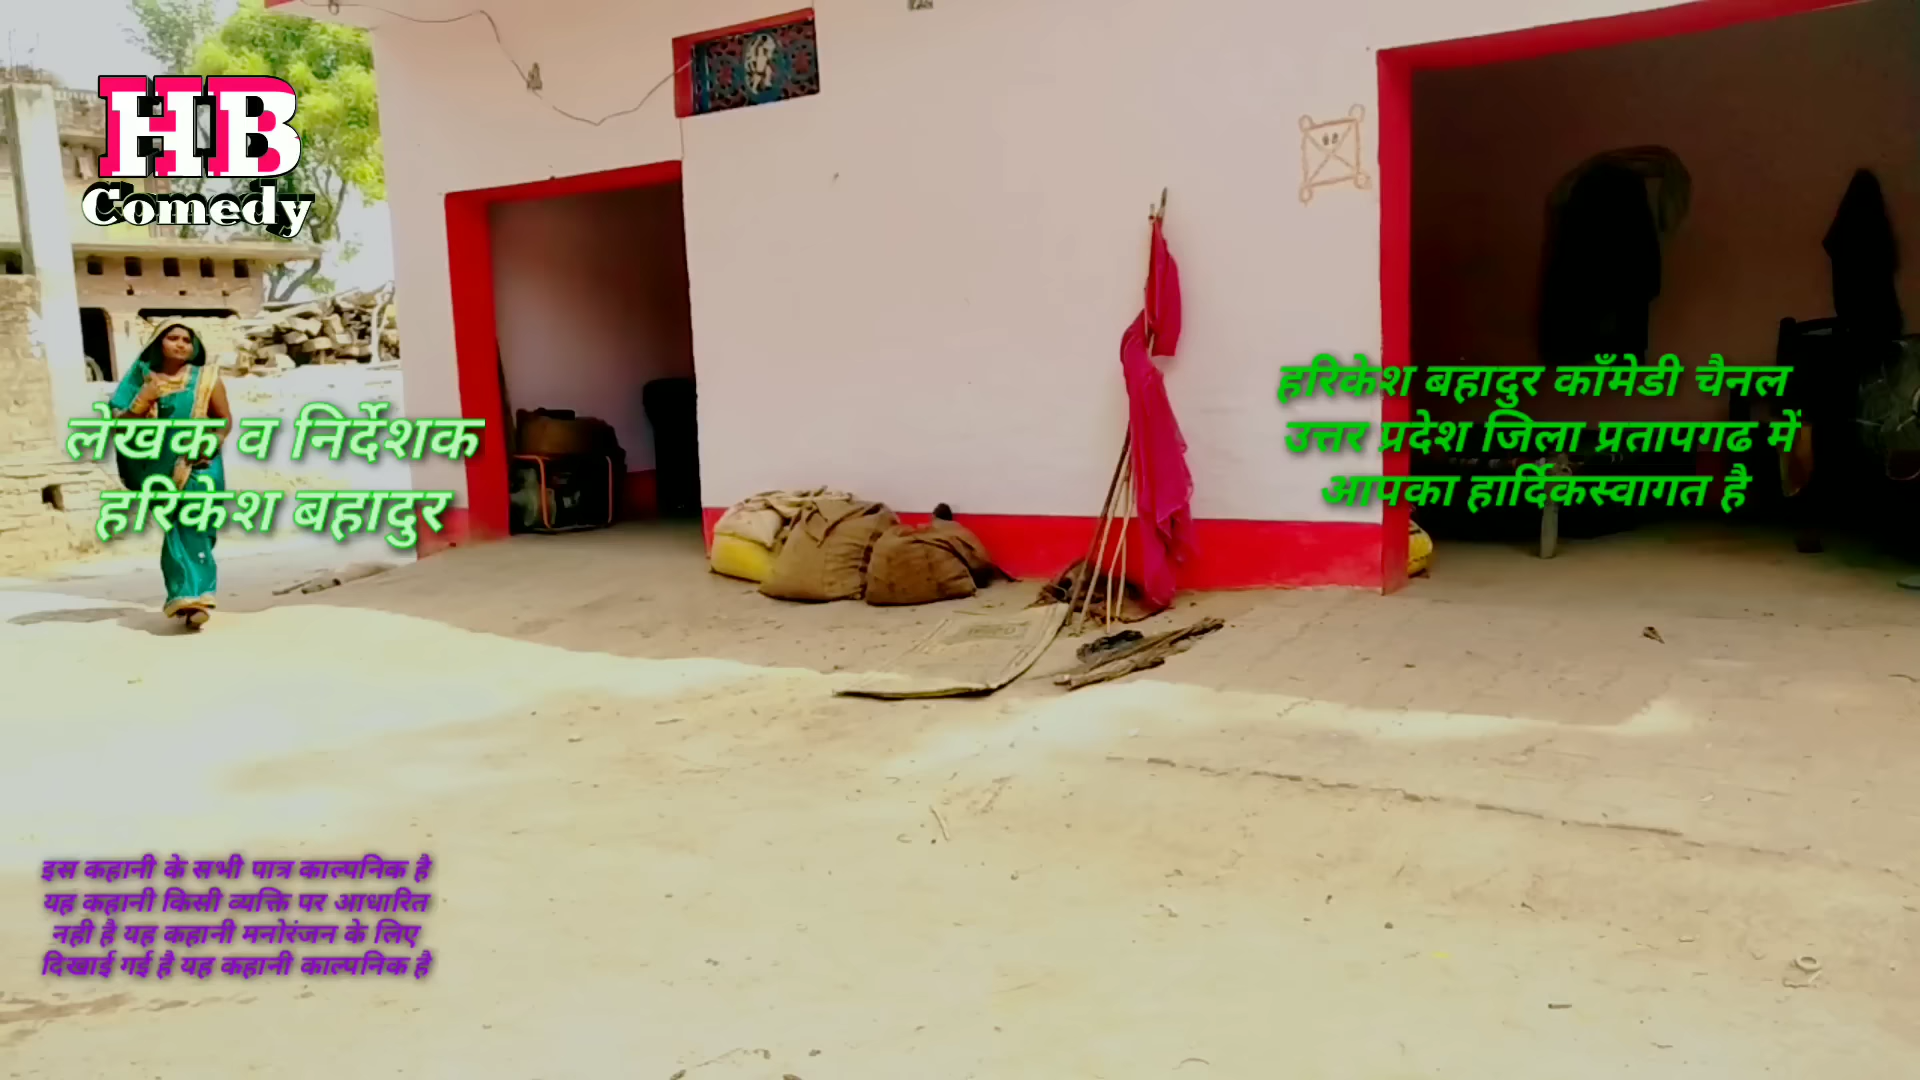 HB
Comedy
लेखक व निर्देशक
हरिकेश बहादुर
हरिकेश बहादुर कॉंमेडी चैनल
उत्तर प्रदेश जिला प्रतापगढ में
आपका हार्दिकस्वागत है
इस कहानी के सभी पात्र काल्पनिक है
यह कहानी किसी व्यक्ति पर आधारित
नही है यह कहानी मनोरंजन के लिए
दिखाई गई है यह कहानी काल्पनिक है